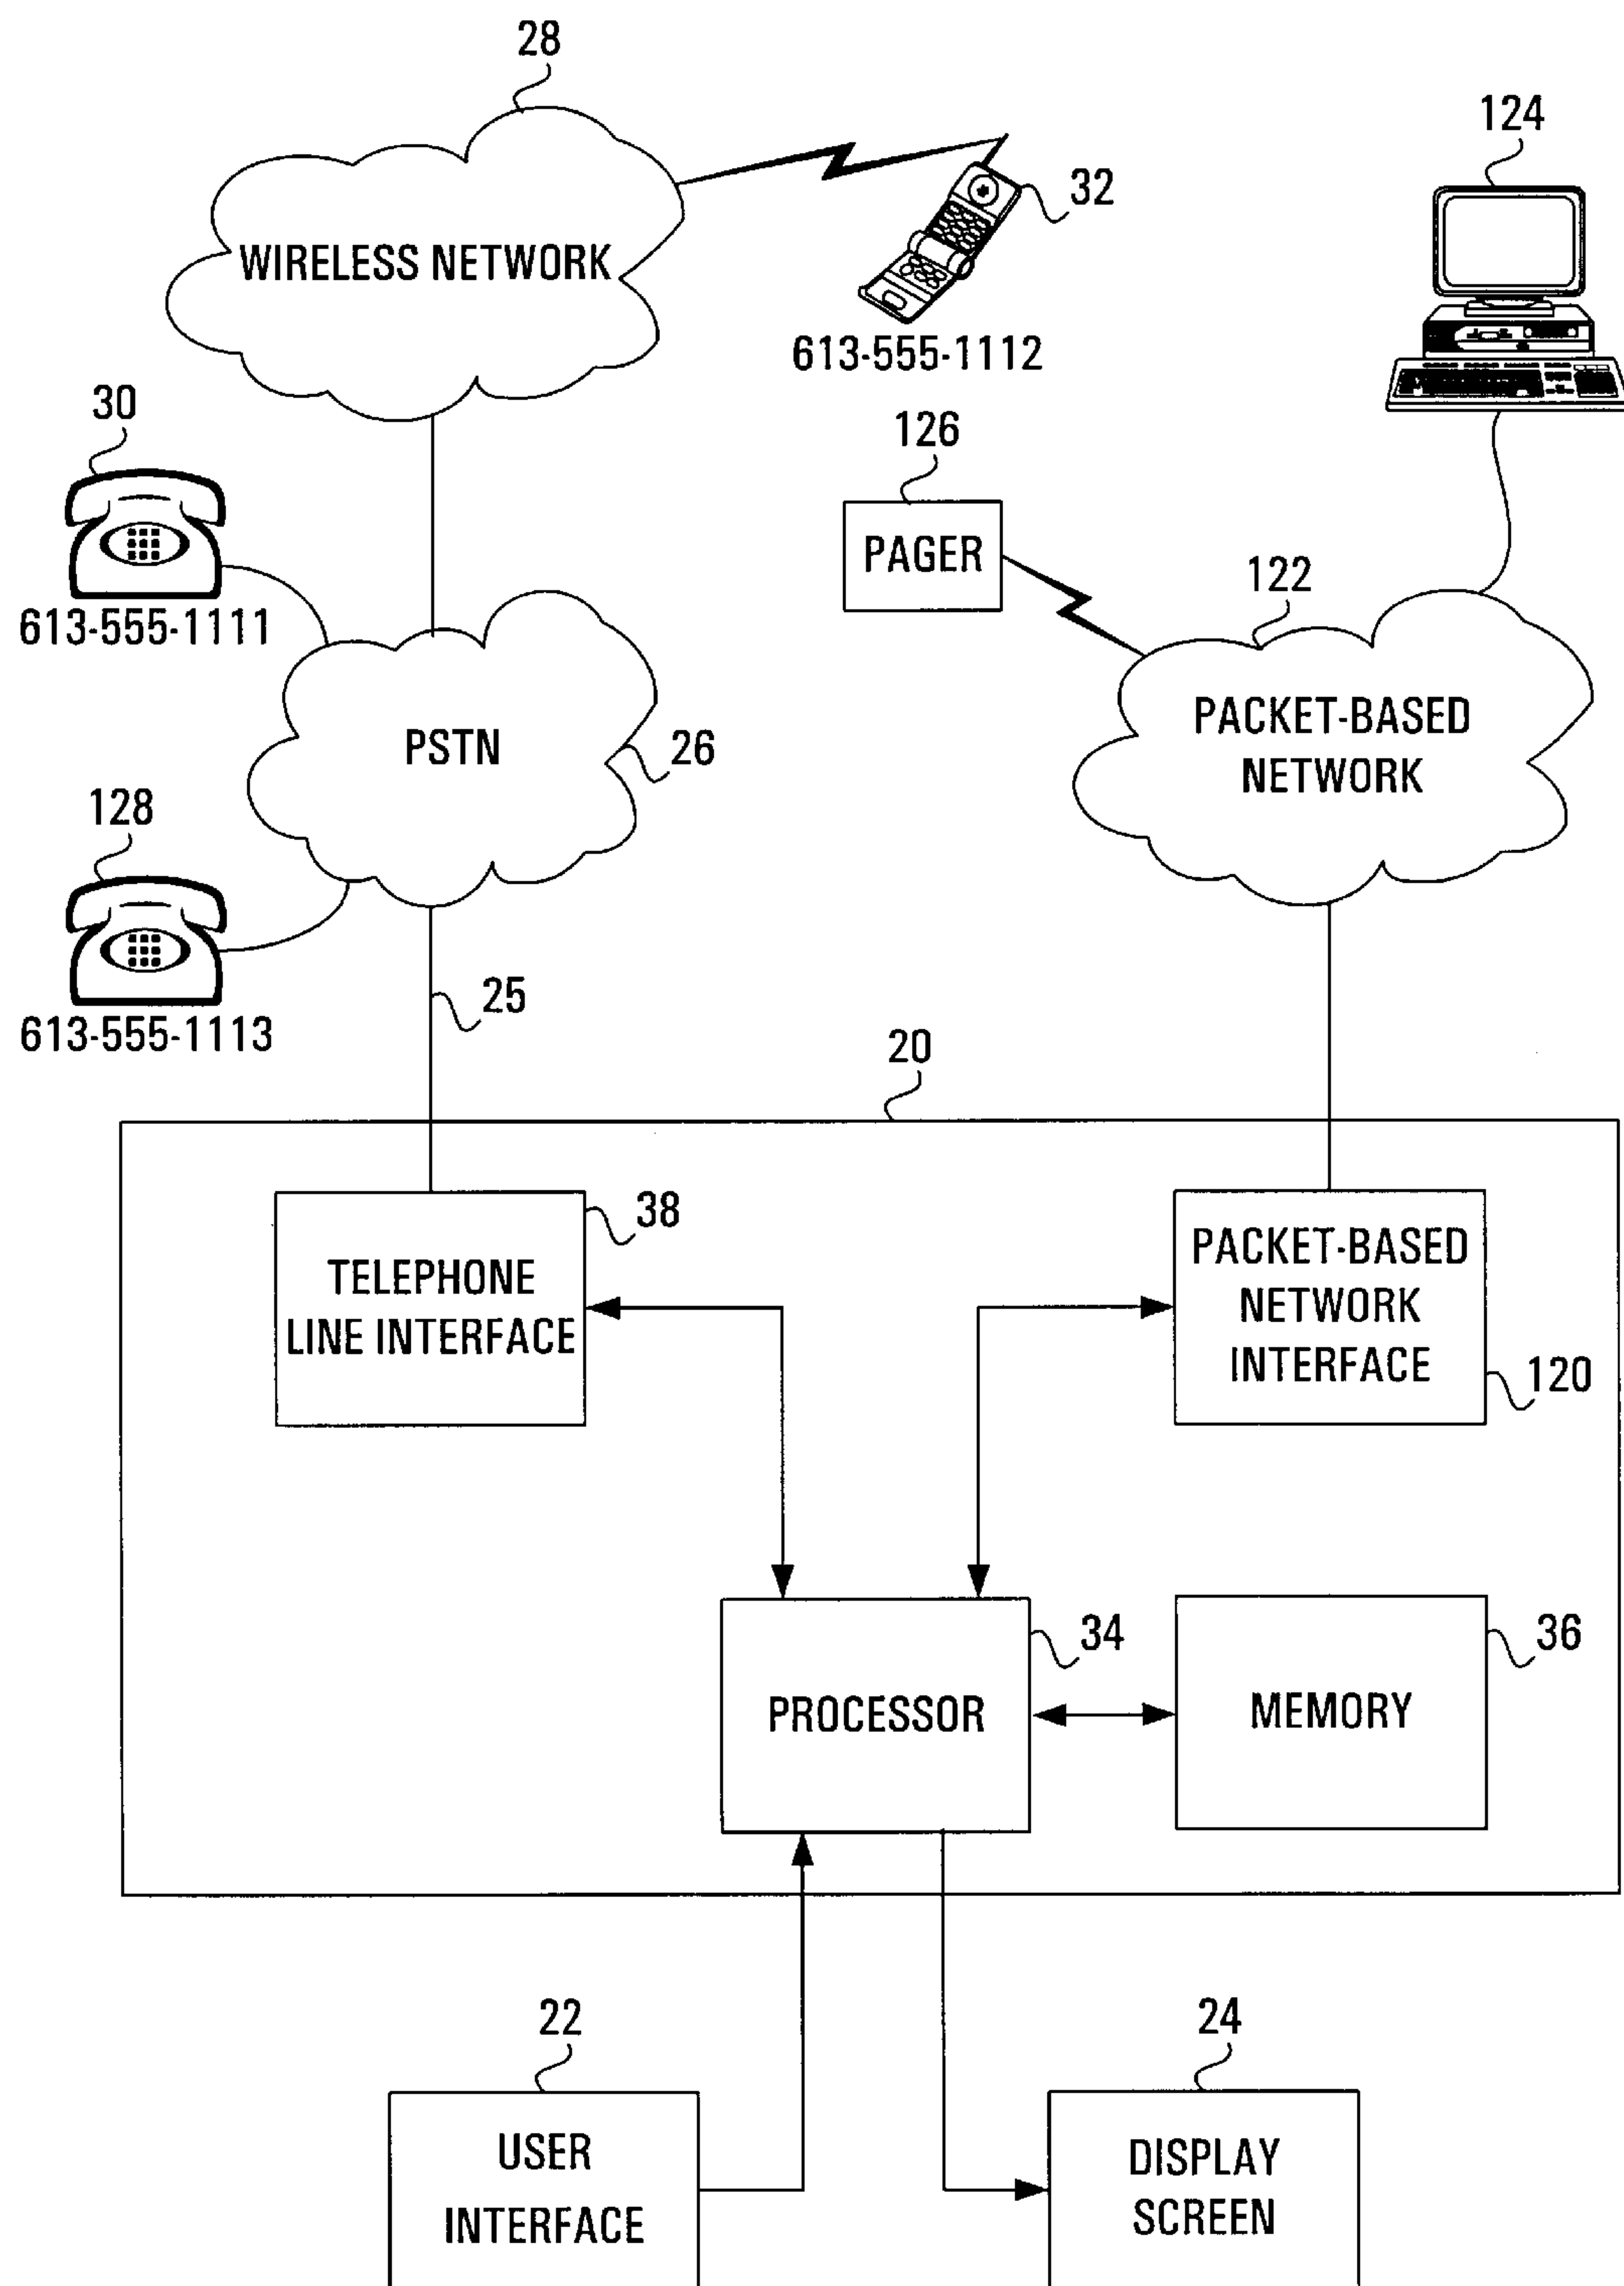 28
124
32
WIRELESS NETWORK
613-555-1112
30
126
PAGER
122
613-555-1111
PSTN
26
PACKET-BASED
NETWORK
128
25
613-555-1113
20
38
TELEPHONE
LINE INTERFACE
PACKET-BASED
NETWORK
INTERFACE
120
34
36
PROCESSOR
MEMORY
22
24
USER
INTERFACE
DISPLAY
SCREEN